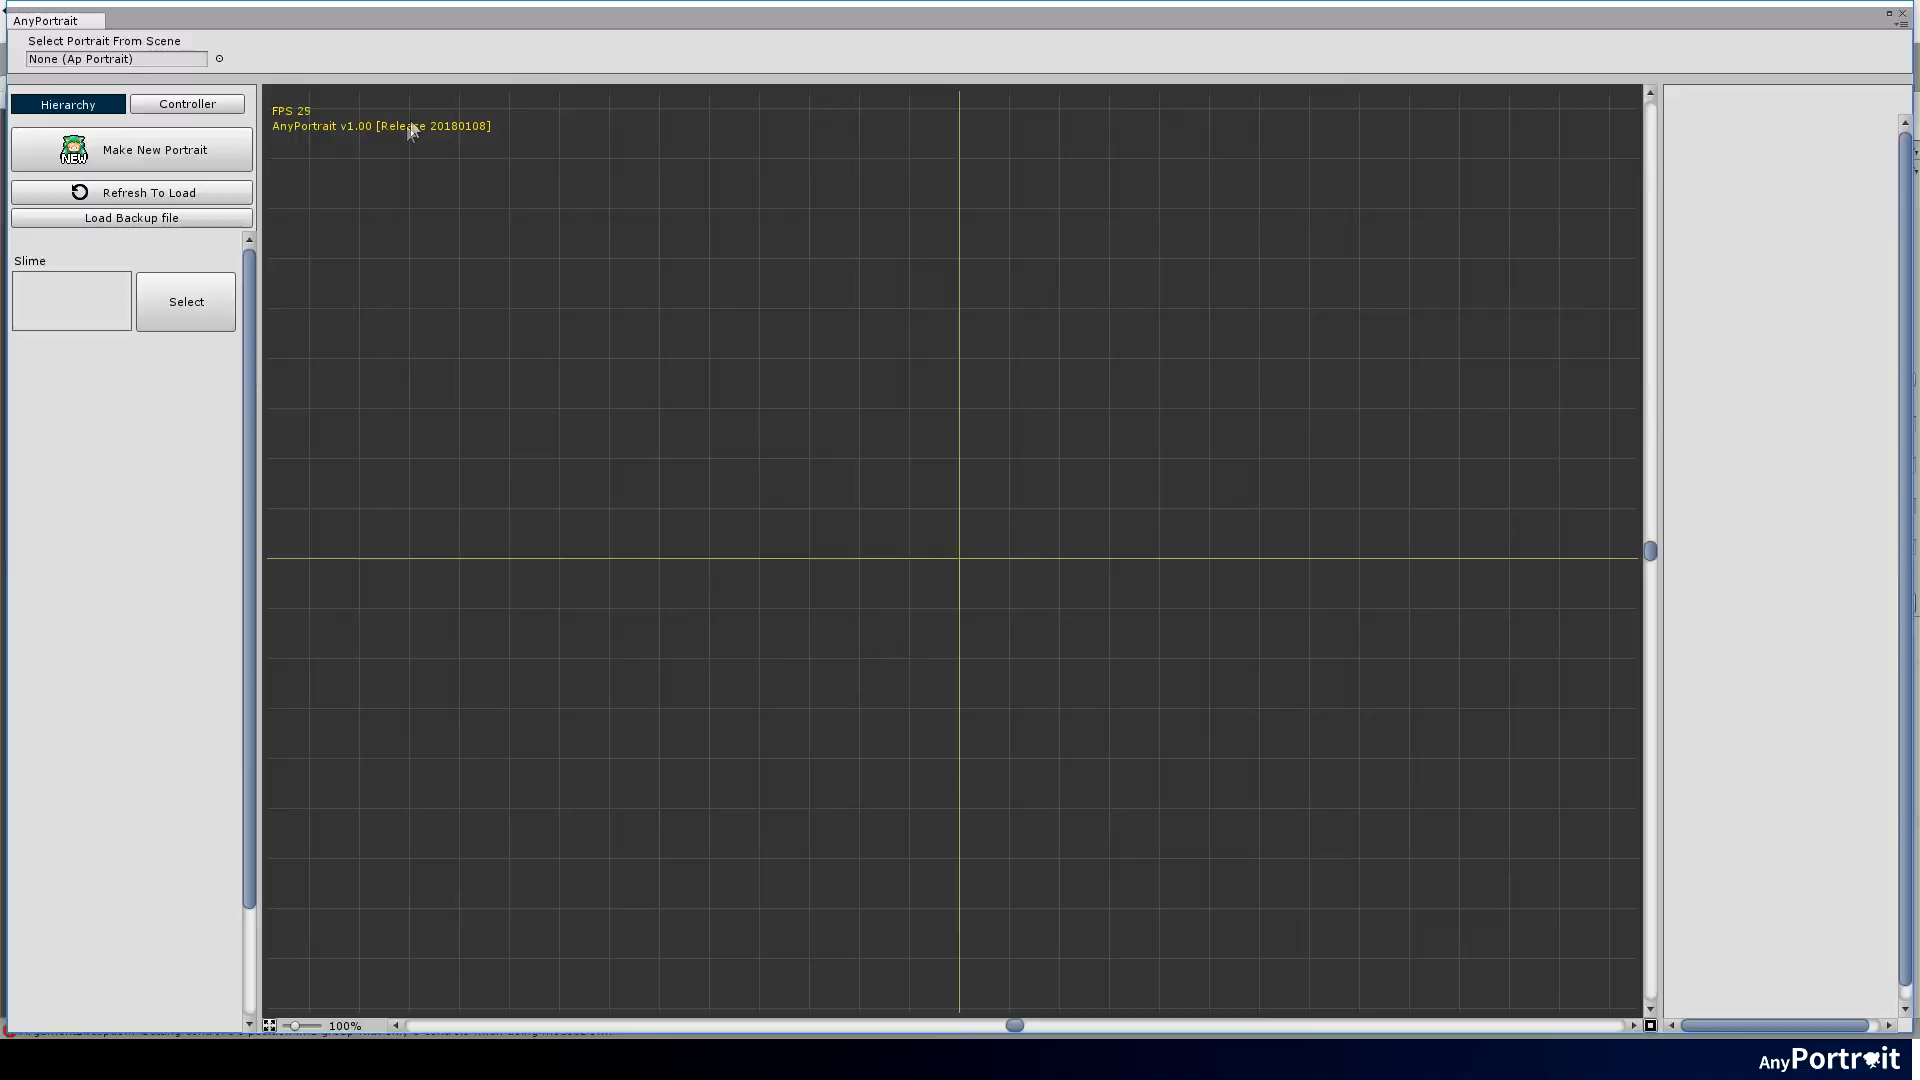 AnyPortrait
Select Portrait From Scene
None (Ap Portrait)
Hierarchy
Controller
NEW
Make New Portrait
Refresh To Load
Load Backup file
Slime
Select
FPS 25
AnyPortrait v1.00 [Release 20180108]
100%
AnyPortrait